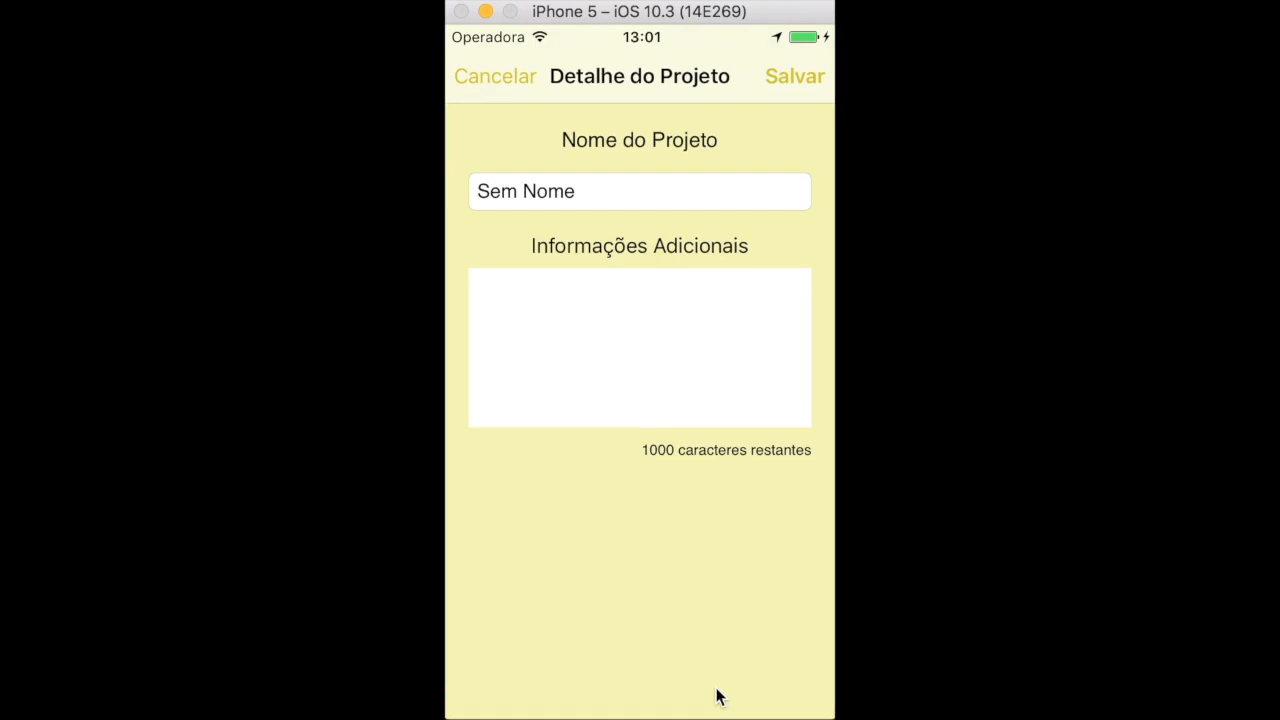 iPhone 5 – iOS 10.3 (14E269)
Operadora 13:01
Cancelar Detalhe do Projeto Salvar
Nome do Projeto
Sem Nome
Informações Adicionais
1000 caracteres restantes